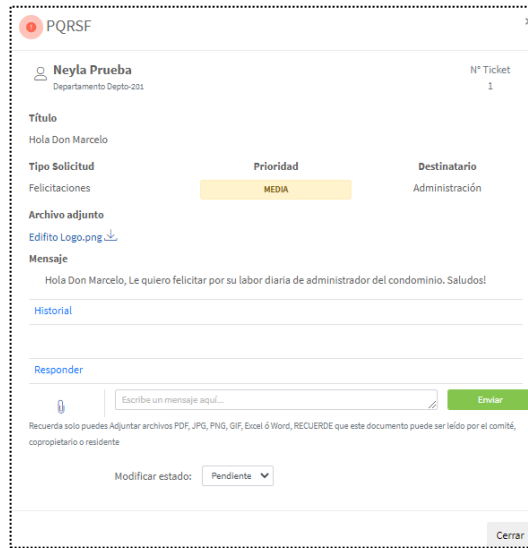 PQRSF
Neyla Prueba
Departamento Depto-201
N° Ticket
1
Título
Hola Don Marcelo
Tipo Solicitud Prioridad Destinatario
Felicitaciones MEDIA Administración
Archivo adjunto
Edifito Logo.png
Mensaje
Hola Don Marcelo, Le quiero felicitar por su labor diaria de administrador del condominio. Saludos!
Historial
Responder
Escribe un mensaje aquí... Enviar
Recuerda solo puedes Adjuntar archivos PDF, JPG, PNG, GIF, Excel ó Word, RECUERDE que este documento puede ser leído por el comité,
copropietario o residente
Modificar estado: Pendiente
Cerrar